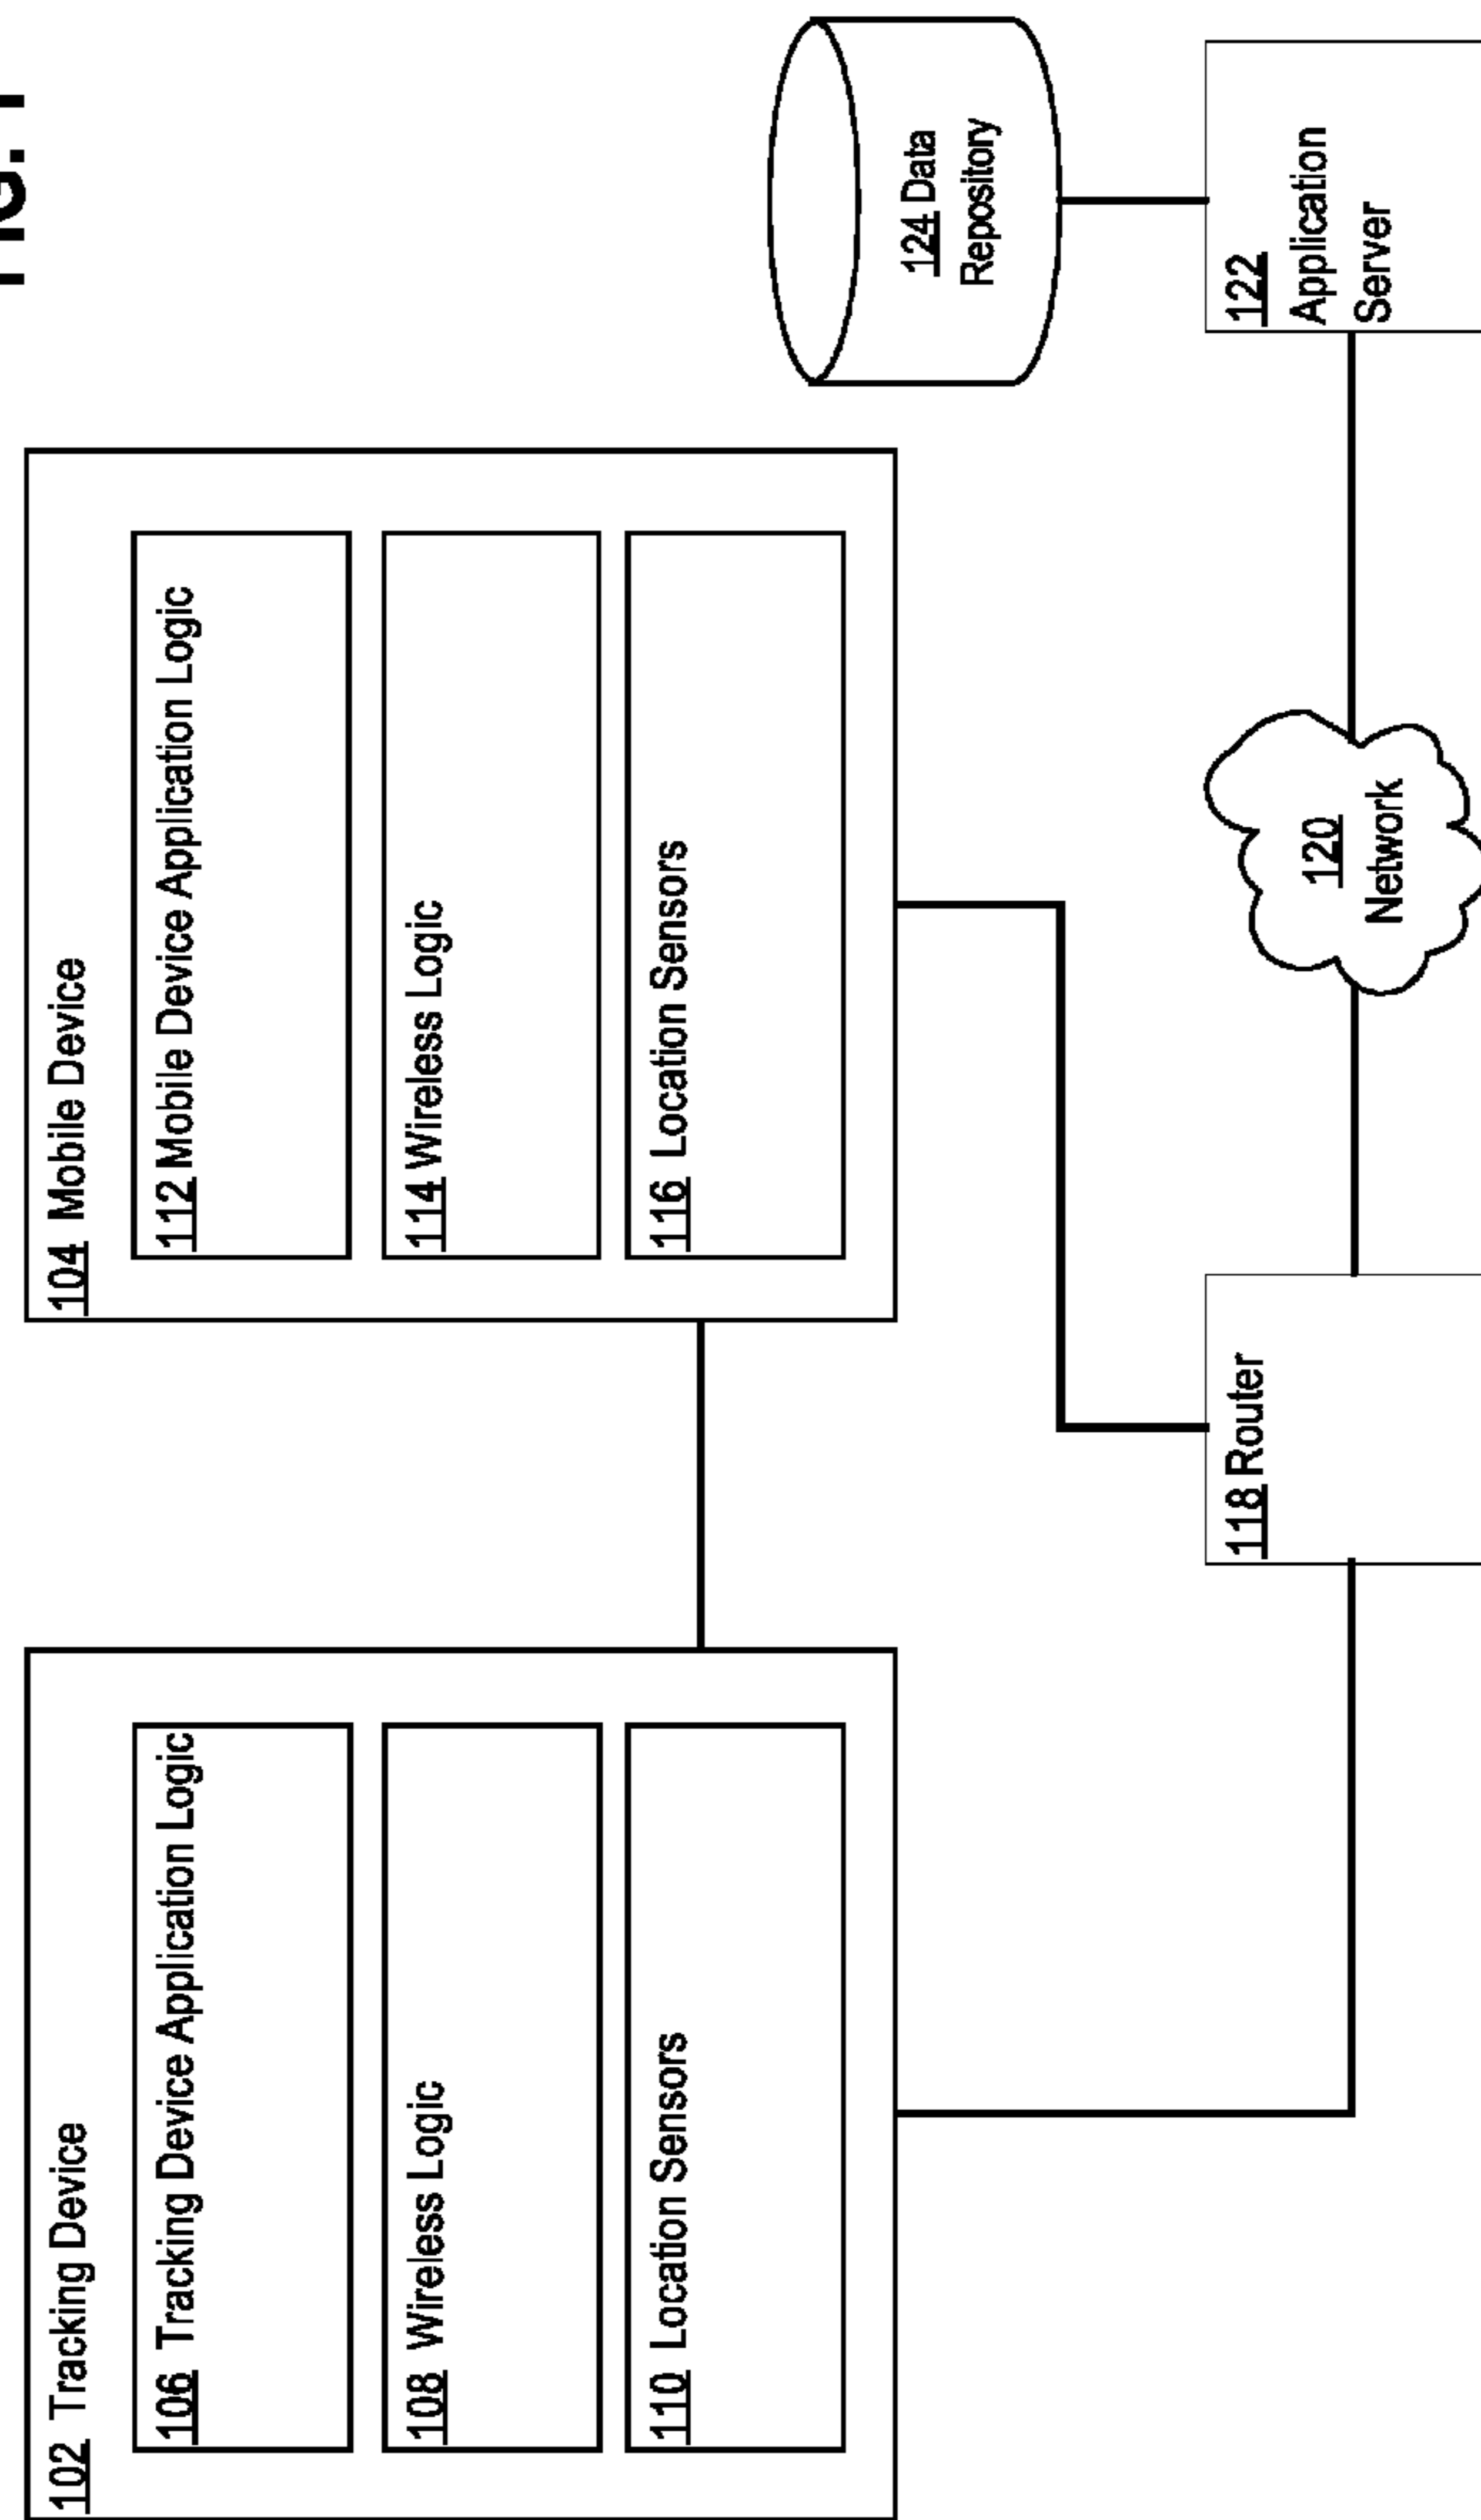 FIG. 1
102 Tracking Device
106 Tracking Device Application Logic
108 Wireless Logic
110 Location Sensors
104 Mobile Device
112 Mobile Device Application Logic
114 Wireless Logic
116 Location Sensors
124 Data
Repository
118 Router
120
Network
122
Application
Server